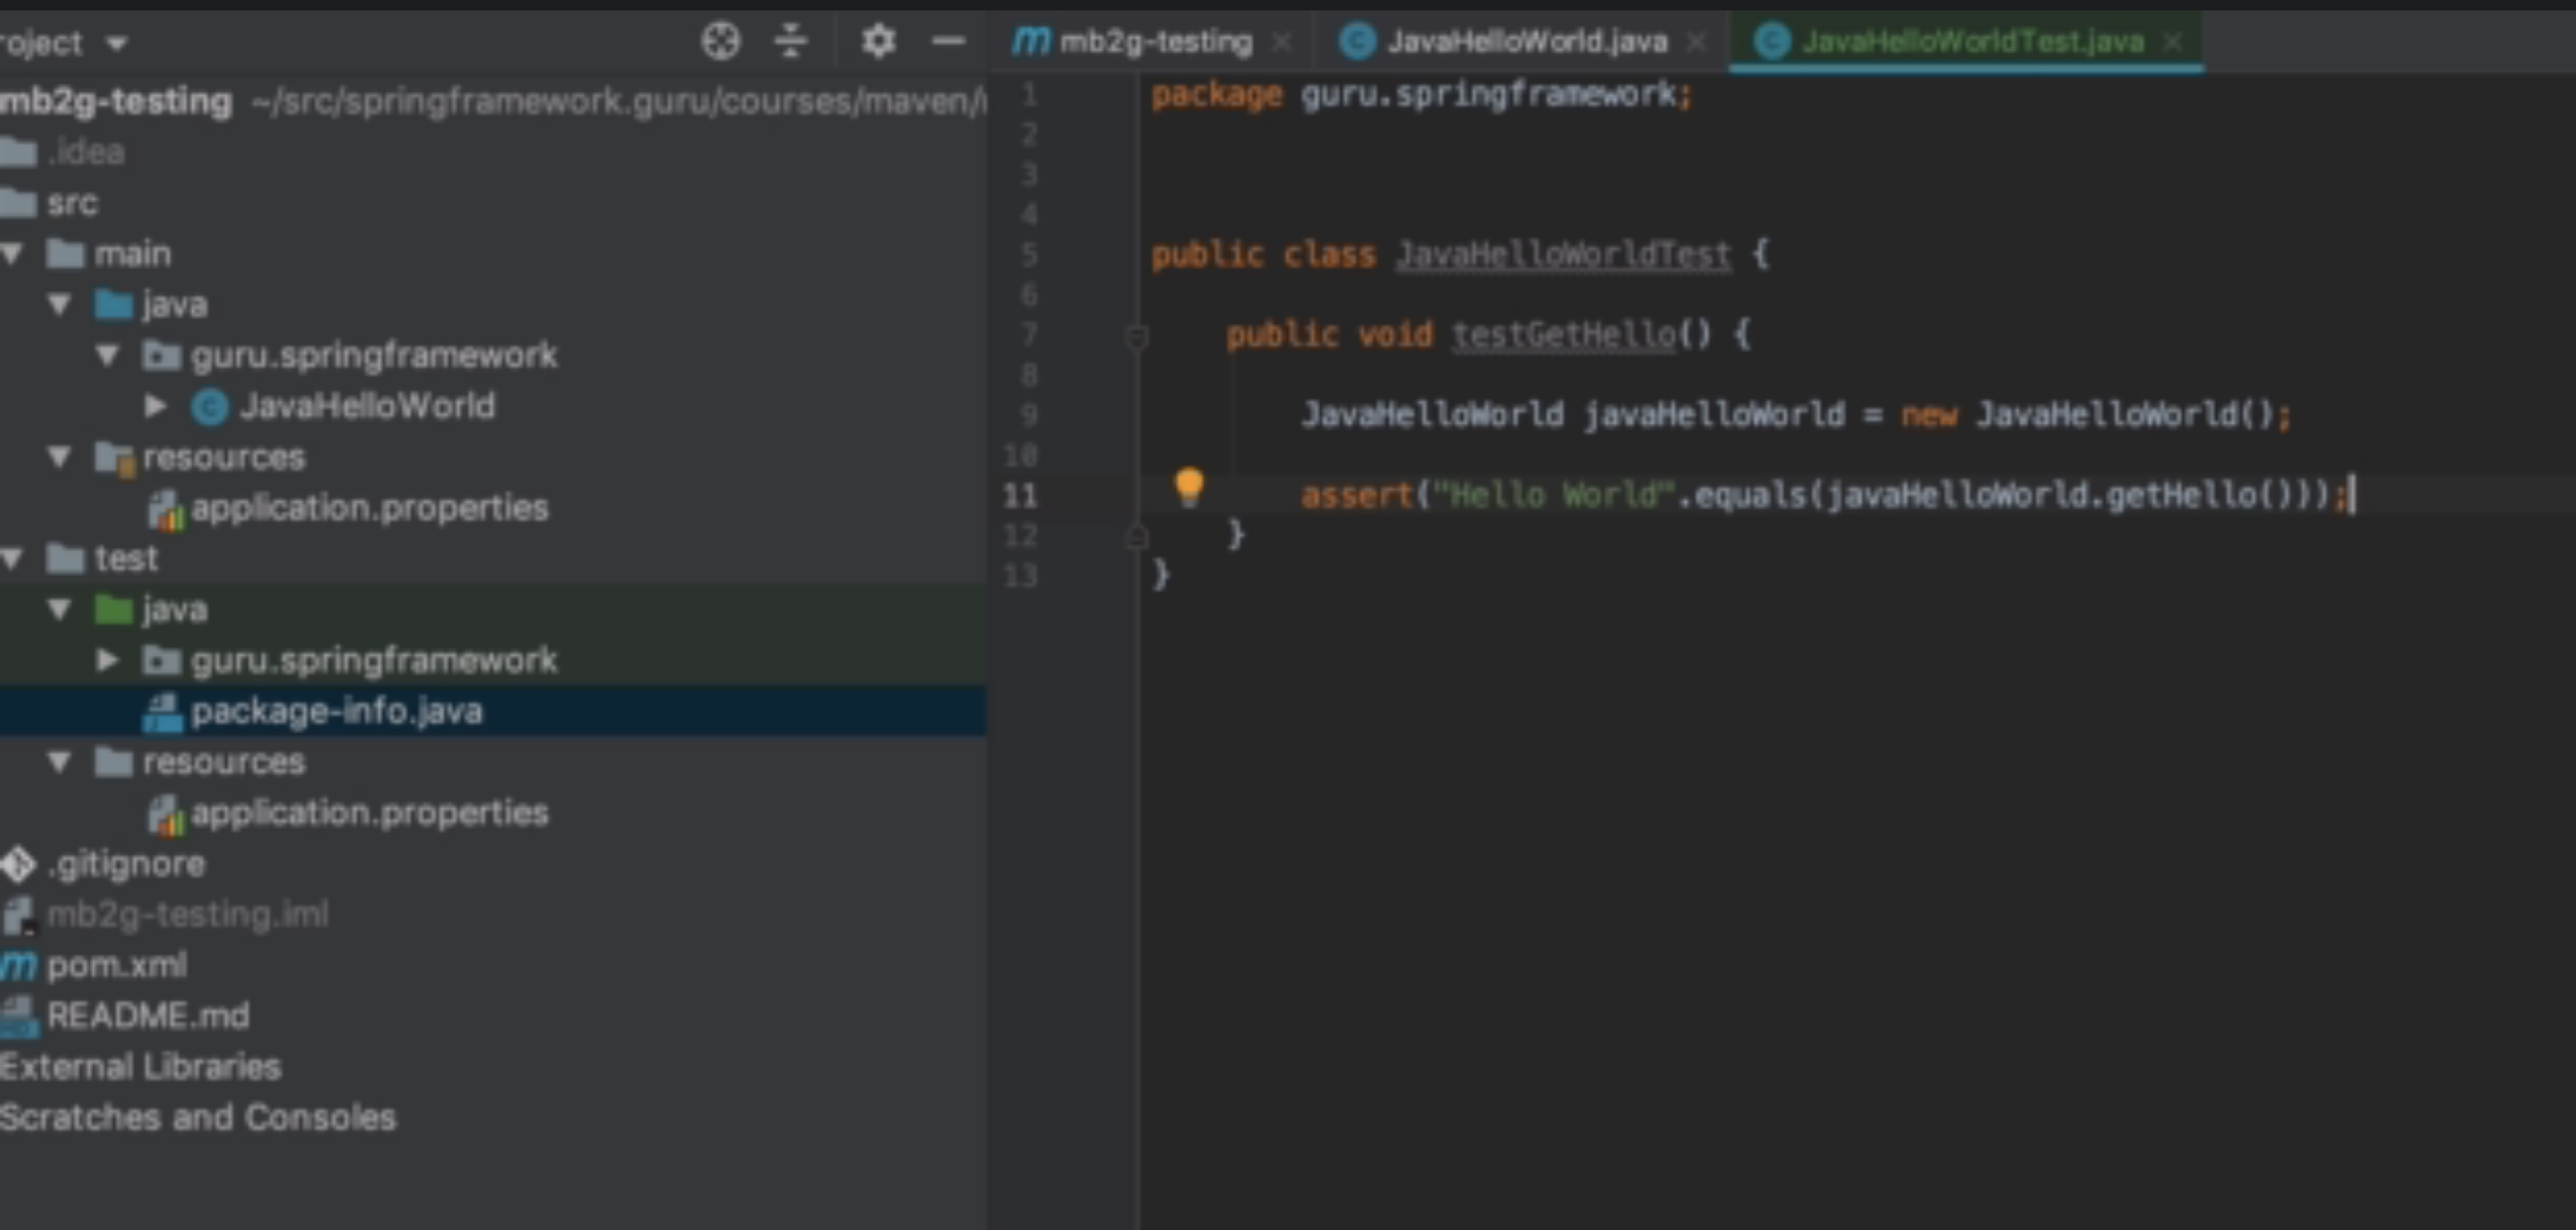 roject
mb2g-testing ~/src/springframework.guru/courses/maven/
.idea
src
main
java
guru.springframework
JavaHelloWorld
resources
application.properties
test
java
guru.springframework
package-info.java
resources
application.properties
.gitignore
mb2g-testing.iml
pom.xml
README.md
External Libraries
Scratches and Consoles
mb2g-testing JavaHelloWorld.java JavaHelloWorldTest.java
1 package guru.springframework;
2
3
4
5 public class JavaHelloWorldTest {
6
7 public void testGetHello() {
8
9 JavaHelloWorld javaHelloWorld = new JavaHelloWorld();
10
11 assert("Hello World".equals(javaHelloWorld.getHello()));
12 }
13 }